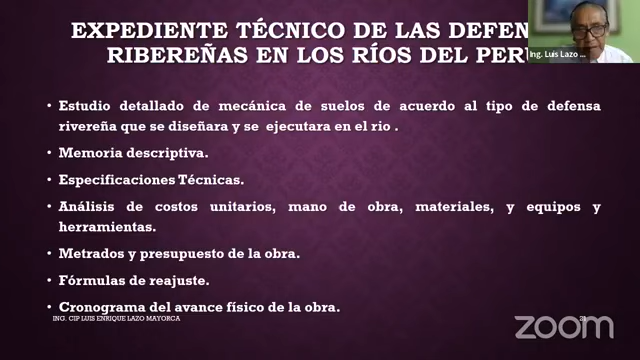 EXPEDIENTE TÉCNICO DE LAS DEFEN
RIBEREÑAS EN LOS RÍOS DEL PERÚ
Ing. Luis Lazo ...
• Estudio detallado de mecánica de suelos de acuerdo al tipo de defensa
rivereña que se diseñara y se ejecutara en el rio .
• Memoria descriptiva.
• Especificaciones Técnicas.
• Análisis de costos unitarios, mano de obra, materiales, y equipos y
herramientas.
• Metrados y presupuesto de la obra.
• Fórmulas de reajuste.
• Cronograma del avance físico de la obra.
ING. CIP LUIS ENRIQUE LAZO MAYORCA
zoom